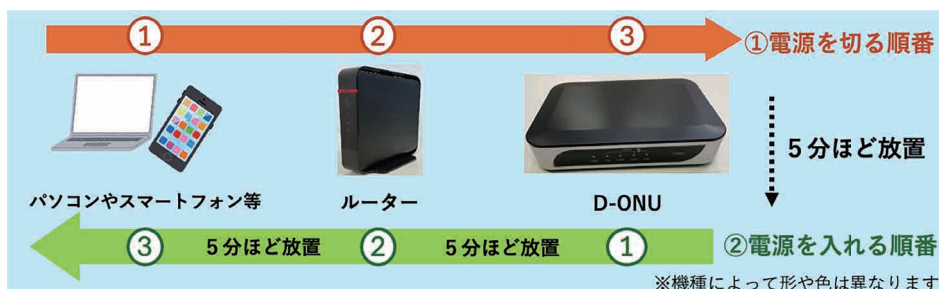 ① ② ③ ①電源を切る順番
5分ほど放置
パソコンやスマートフォン等 ルーター D-ONU
③ 5分ほど放置 ② 5分ほど放置 ① ②電源を入れる順番
※機種によって形や色は異なります